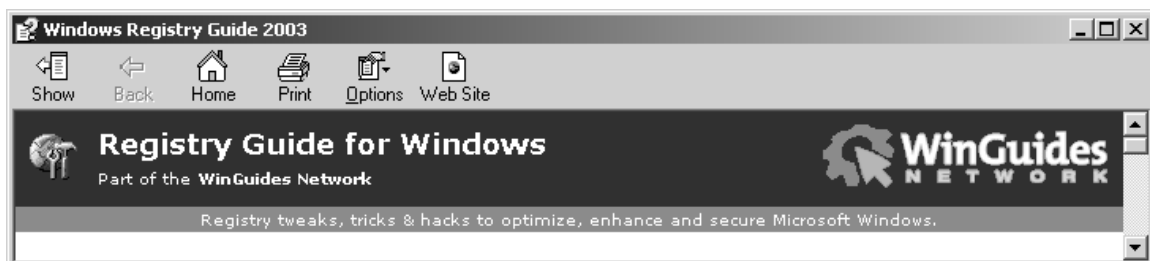 Windows Registry Guide 2003
Show Back Home Print Options Web Site
Registry Guide for Windows
Part of the WinGuides Network
WinGuides
NETWORK
Registry tweaks, tricks & hacks to optimize, enhance and secure Microsoft Windows.